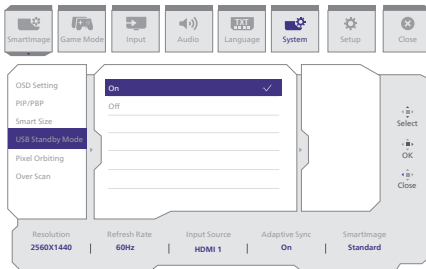 SmartImage
Game Mode
Input
Audio
TXT
Language
System
Setup
Close
OSD Setting
PIP/PBP
Smart Size
USB Standby Mode
Pixel Orbiting
Over Scan
On
Off
Select
OK
Close
Resolution
Refresh Rate
Input Source
Adaptive Sync
SmartImage
2560X1440
60Hz
HDMI 1
On
Standard